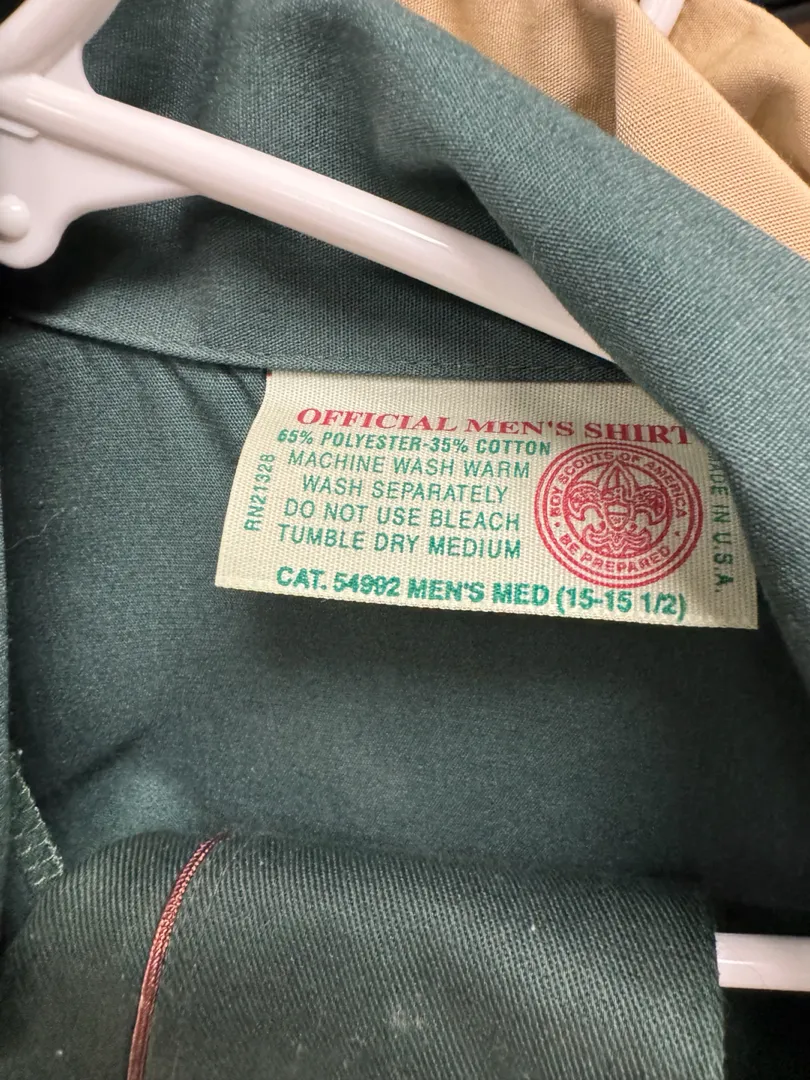 OFFICIAL MEN'S SHIRT
65% POLYESTER-35% COTTON
MACHINE WASH WARM
WASH SEPARATELY
DO NOT USE BLEACH
TUMBLE DRY MEDIUM
CAT. 54992 MEN'S MED (15-15 1/2)
RN21328
BOY SCOUTS OF AMERICA
• BE PREPARED •
MADE IN U.S.A.